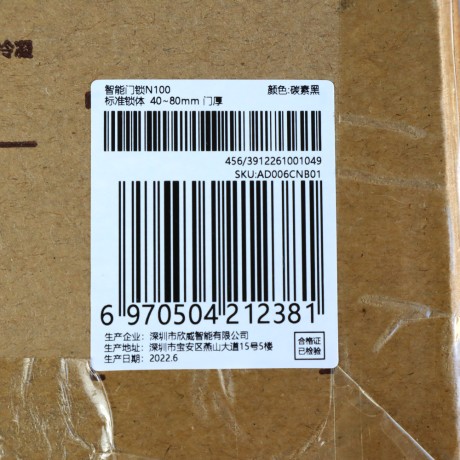 冷凝
智能门锁N100 颜色:碳素黑
标准锁体 40~80mm 门厚
456/3912261001049
SKU:AD006CNB01
6 970504 212381
生产企业: 深圳市欣威智能有限公司
生产地址: 深圳市宝安区燕山大道15号5楼
生产日期: 2022.6
合格证
已检验